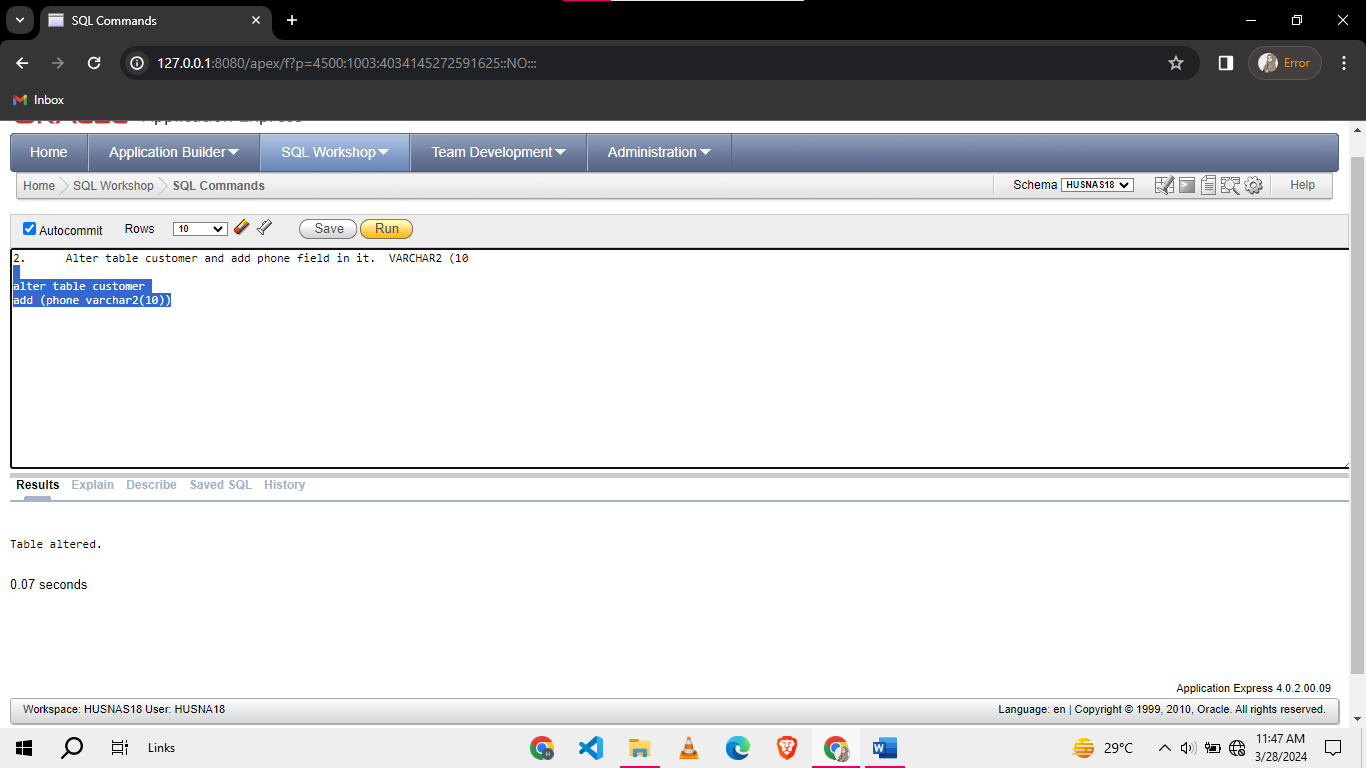 SQL Commands
127.0.0.1:8080/apex/f?p=4500:1003:4034145272591625::NO:::
Error
Inbox
Home Application Builder SQL Workshop Team Development Administration
Home SQL Workshop SQL Commands Schema HUSNAS18 Help
Autocommit Rows 10 Save Run
2.      Alter table customer and add phone field in it.  VARCHAR2 (10
alter table customer
add (phone varchar2(10))
Results Explain Describe Saved SQL History
Table altered.
0.07 seconds
Application Express 4.0.2.00.09
Workspace: HUSNAS18 User: HUSNA18 Language: en | Copyright © 1999, 2010, Oracle. All rights reserved.
Links 29°C 11:47 AM
3/28/2024